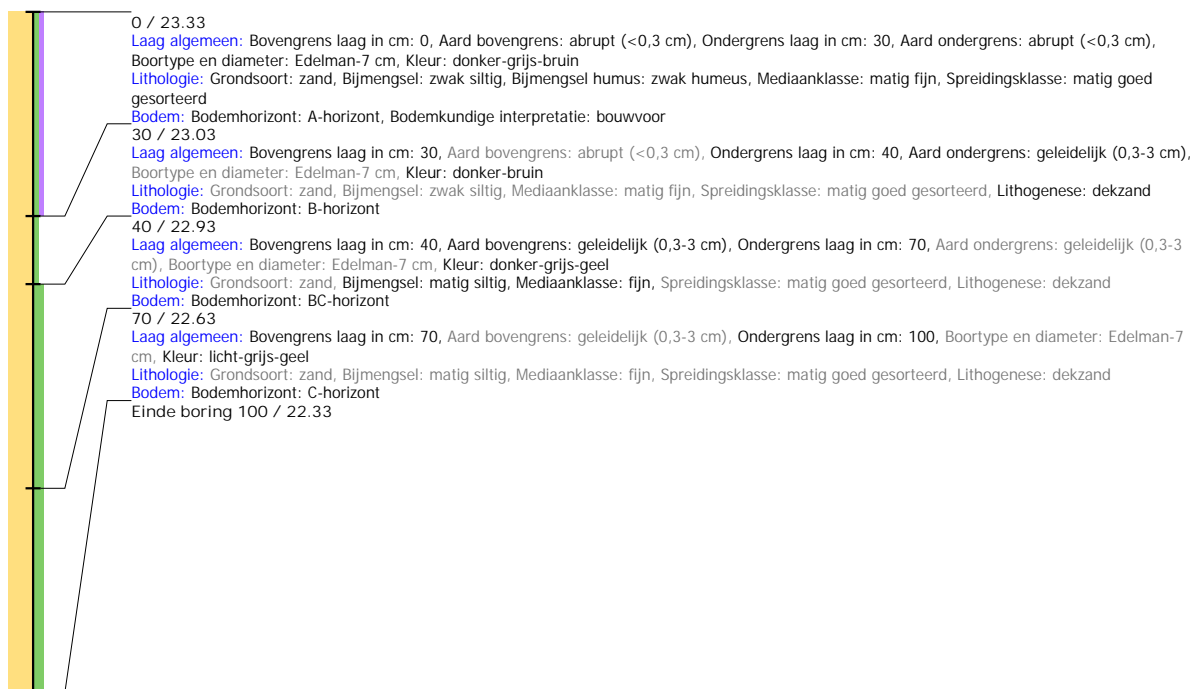 0 / 23.33
Laag algemeen: Bovengrens laag in cm: 0, Aard bovengrens: abrupt (<0,3 cm), Ondergrens laag in cm: 30, Aard ondergrens: abrupt (<0,3 cm),
Boortype en diameter: Edelman-7 cm, Kleur: donker-grijs-bruin
Lithologie: Grondsoort: zand, Bijmengsel: zwak siltig, Bijmengsel humus: zwak humeus, Mediaanklasse: matig fijn, Spreidingsklasse: matig goed
gesorteerd
Bodem: Bodemhorizont: A-horizont, Bodemkundige interpretatie: bouwvoor
30 / 23.03
Laag algemeen: Bovengrens laag in cm: 30, Aard bovengrens: abrupt (<0,3 cm), Ondergrens laag in cm: 40, Aard ondergrens: geleidelijk (0,3-3 cm),
Boortype en diameter: Edelman-7 cm, Kleur: donker-bruin
Lithologie: Grondsoort: zand, Bijmengsel: zwak siltig, Mediaanklasse: matig fijn, Spreidingsklasse: matig goed gesorteerd, Lithogenese: dekzand
Bodem: Bodemhorizont: B-horizont
40 / 22.93
Laag algemeen: Bovengrens laag in cm: 40, Aard bovengrens: geleidelijk (0,3-3 cm), Ondergrens laag in cm: 70, Aard ondergrens: geleidelijk (0,3-3
cm), Boortype en diameter: Edelman-7 cm, Kleur: donker-grijs-geel
Lithologie: Grondsoort: zand, Bijmengsel: matig siltig, Mediaanklasse: fijn, Spreidingsklasse: matig goed gesorteerd, Lithogenese: dekzand
Bodem: Bodemhorizont: BC-horizont
70 / 22.63
Laag algemeen: Bovengrens laag in cm: 70, Aard bovengrens: geleidelijk (0,3-3 cm), Ondergrens laag in cm: 100, Boortype en diameter: Edelman-7
cm, Kleur: licht-grijs-geel
Lithologie: Grondsoort: zand, Bijmengsel: matig siltig, Mediaanklasse: fijn, Spreidingsklasse: matig goed gesorteerd, Lithogenese: dekzand
Bodem: Bodemhorizont: C-horizont
Einde boring 100 / 22.33